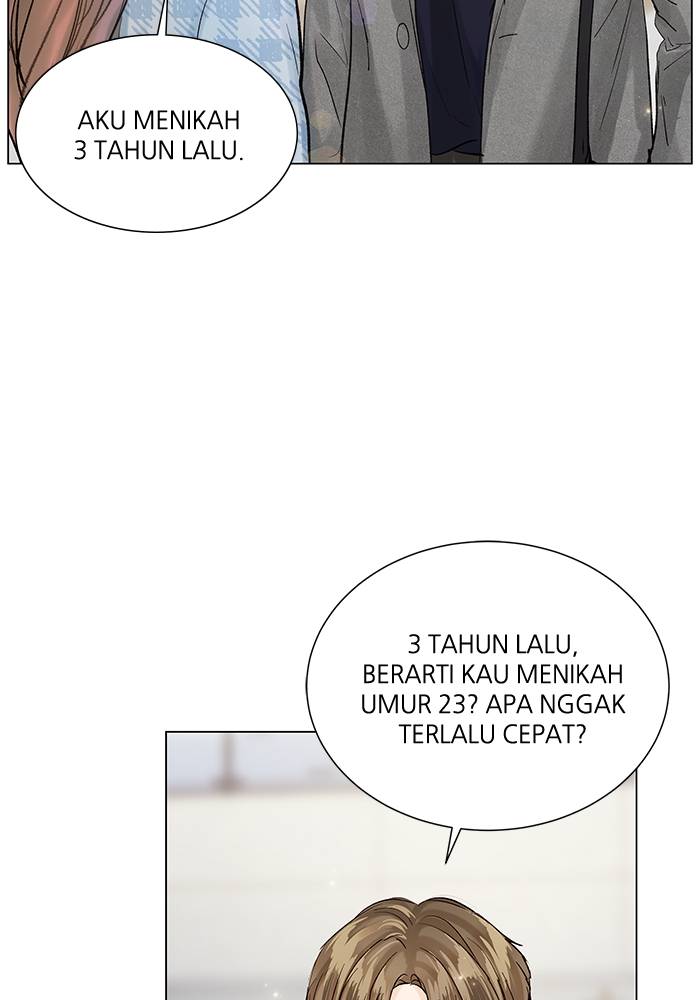 AKU MENIKAH
3 TAHUN LALU.
3 TAHUN LALU,
BERARTI KAU MENIKAH
UMUR 23? APA NGGAK
TERLALU CEPAT?